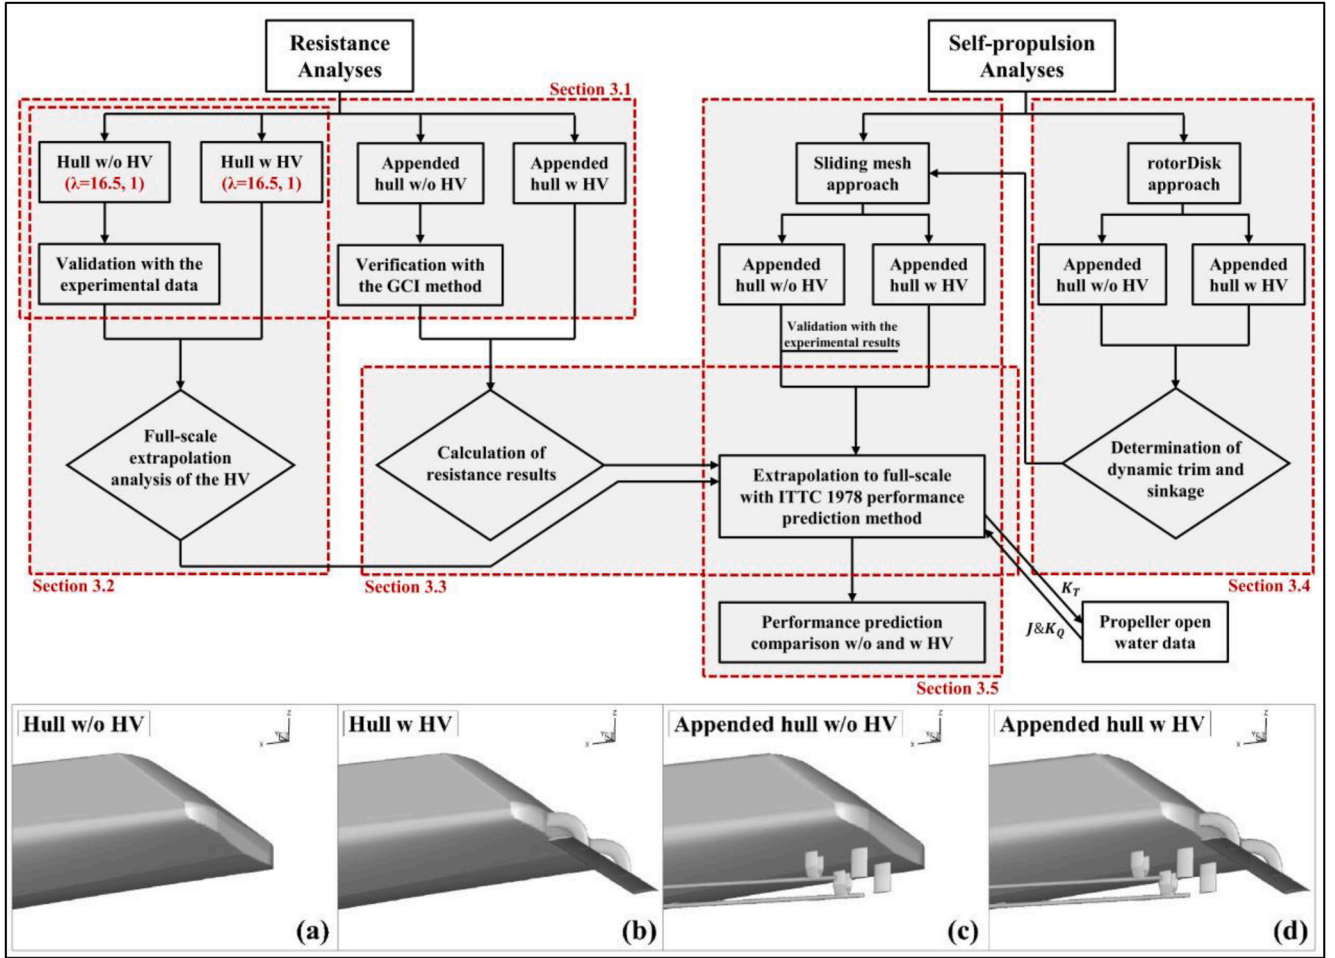 Resistance
Analyses
Self-propulsion
Analyses
Section 3.1
Hull w/o HV
(λ=16.5, 1)
Hull w HV
(λ=16.5, 1)
Appended
hull w/o HV
Appended
hull w HV
Sliding mesh
approach
rotorDisk
approach
Validation with the
experimental data
Verification with
the GCI method
Appended
hull w/o HV
Appended
hull w HV
Appended
hull w/o HV
Appended
hull w HV
Validation with the
experimental results
Full-scale
extrapolation
analysis of the HV
Calculation of
resistance results
Extrapolation to full-scale
with ITTC 1978 performance
prediction method
Determination of
dynamic trim and
sinkage
Section 3.2
Section 3.3
Section 3.4
K_T
J&K_Q
Propeller open
water data
Performance prediction
comparison w/o and w HV
Section 3.5
Hull w/o HV
Z
Y
X
(a)
Hull w HV
Z
Y
X
(b)
Appended hull w/o HV
Z
Y
X
(c)
Appended hull w HV
Z
Y
X
(d)